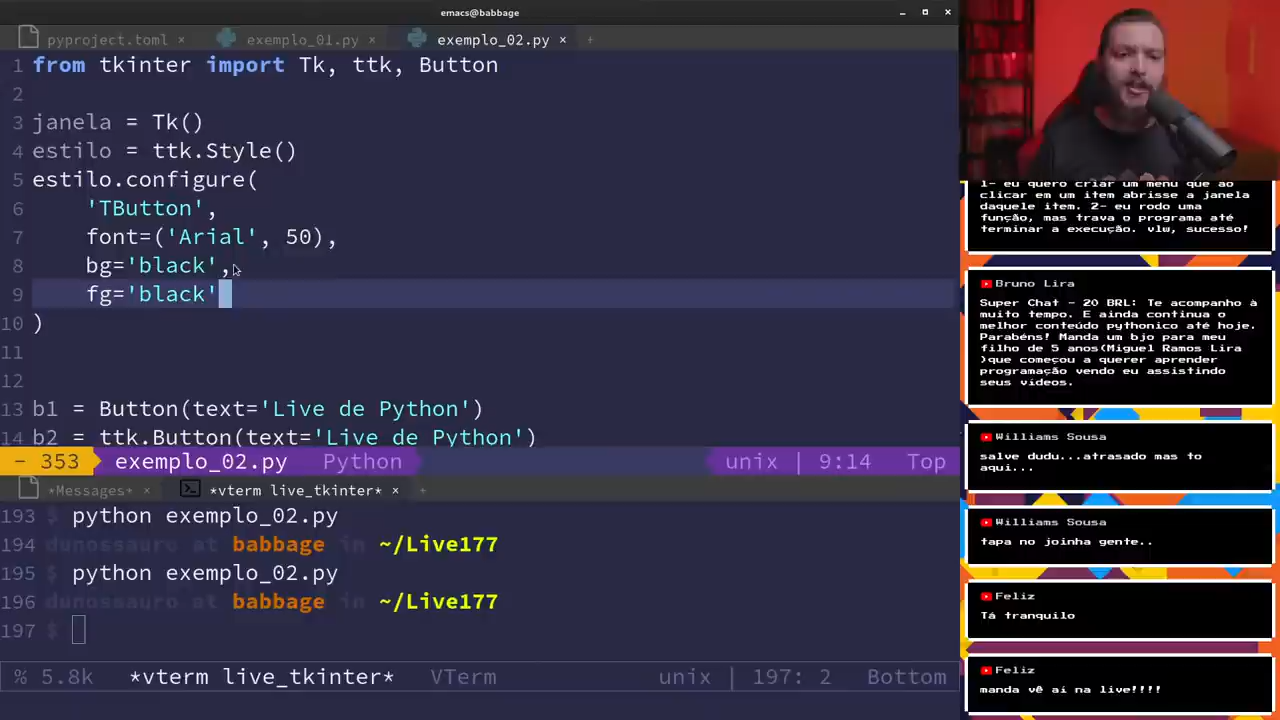 emacs@babbage
pyproject.toml ×
exemplo_01.py ×
exemplo_02.py ×
+
1 from tkinter import Tk, ttk, Button
2
3 janela = Tk()
4 estilo = ttk.Style()
5 estilo.configure(
6 'TButton',
7 font=('Arial', 50),
8 bg='black',
9 fg='black'
10 )
11
12
13 b1 = Button(text='Live de Python')
14 b2 = ttk.Button(text='Live de Python')
- 353 exemplo_02.py Python unix | 9:14 Top
*Messages* × *vterm live_tkinter* × +
193 $ python exemplo_02.py
194 dunossauro at babbage in ~/Live177
195 $ python exemplo_02.py
196 dunossauro at babbage in ~/Live177
197 $
% 5.8k *vterm live_tkinter* VTerm unix | 197: 2 Bottom
1- eu quero criar um menu que ao
clicar em um item abrisse a janela
daquele item. 2- eu rodo uma
função, mas trava o programa até
terminar a execução. vlw, sucesso!
Bruno Lira
Super Chat - 20 BRL: Te acompanho à
muito tempo. E ainda continua o
melhor conteúdo pythonico até hoje.
Parabéns! Manda um bjo para meu
filho de 5 anos(Miguel Ramos Lira
)que começou a querer aprender
programação vendo eu assistindo
seus vídeos.
Williams Sousa
salve dudu...atrasado mas to
aqui...
Williams Sousa
tapa no joinha gente..
Feliz
Tá tranquilo
Feliz
manda vê aí na live!!!!